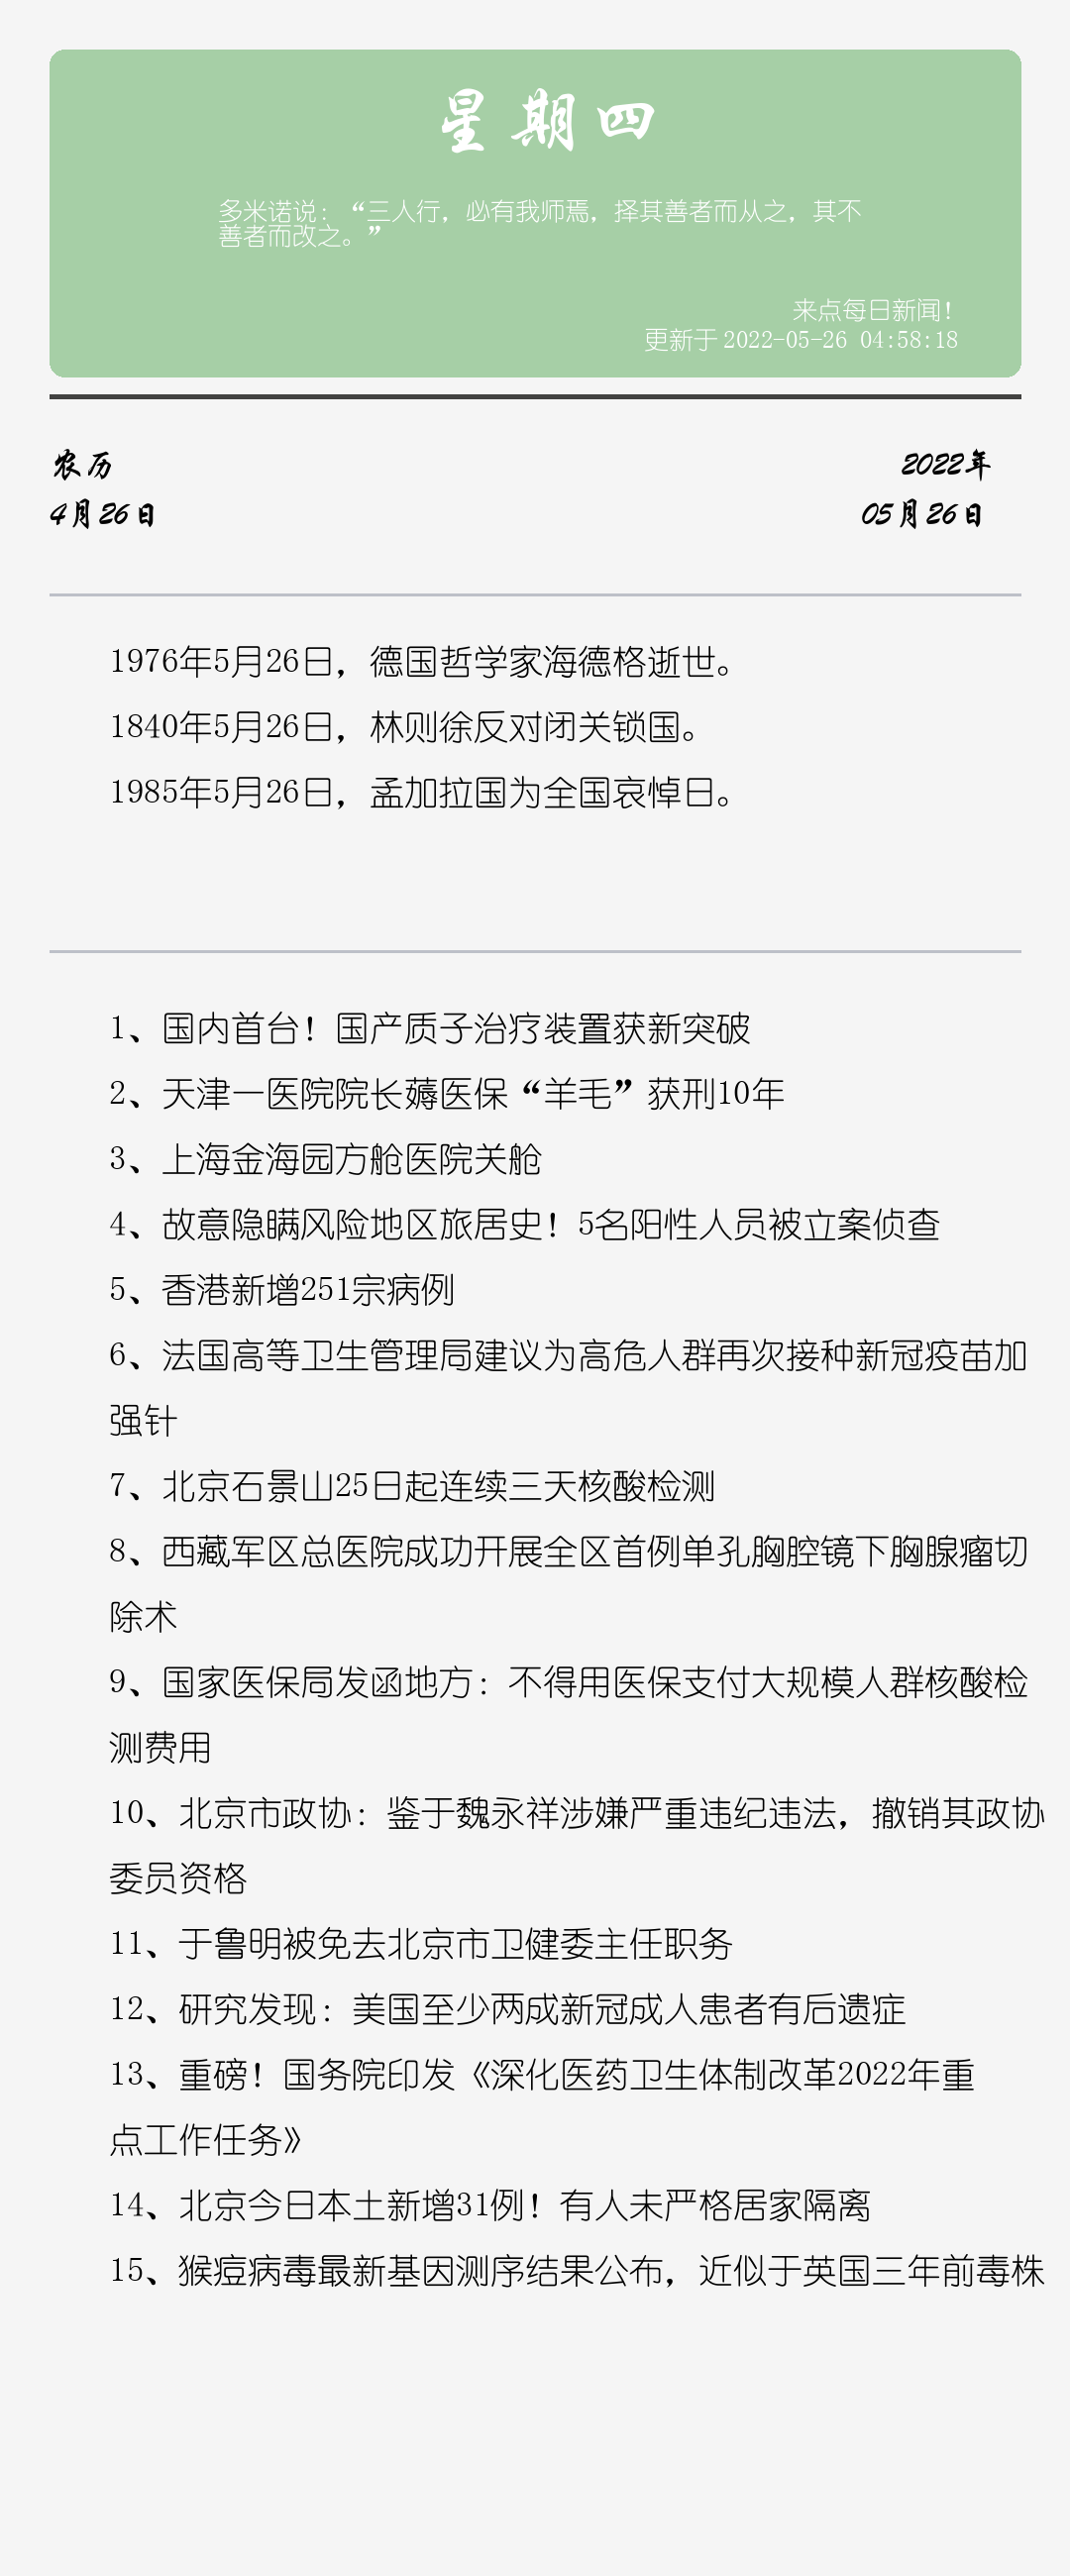 星期四
多米诺说：“三人行，必有我师焉，择其善者而从之，其不
善者而改之。”
来点每日新闻！
更新于 2022-05-26 04:58:18
农历
2022年
4月26日
05月26日
1976年5月26日，德国哲学家海德格逝世。
1840年5月26日，林则徐反对闭关锁国。
1985年5月26日，孟加拉国为全国哀悼日。
1、国内首台！国产质子治疗装置获新突破
2、天津一医院院长薅医保“羊毛”获刑10年
3、上海金海园方舱医院关舱
4、故意隐瞒风险地区旅居史！5名阳性人员被立案侦查
5、香港新增251宗病例
6、法国高等卫生管理局建议为高危人群再次接种新冠疫苗加
强针
7、北京石景山25日起连续三天核酸检测
8、西藏军区总医院成功开展全区首例单孔胸腔镜下胸腺瘤切
除术
9、国家医保局发函地方：不得用医保支付大规模人群核酸检
测费用
10、北京市政协：鉴于魏永祥涉嫌严重违纪违法，撤销其政协
委员资格
11、于鲁明被免去北京市卫健委主任职务
12、研究发现：美国至少两成新冠成人患者有后遗症
13、重磅！国务院印发《深化医药卫生体制改革2022年重
点工作任务》
14、北京今日本土新增31例！有人未严格居家隔离
15、猴痘病毒最新基因测序结果公布，近似于英国三年前毒株